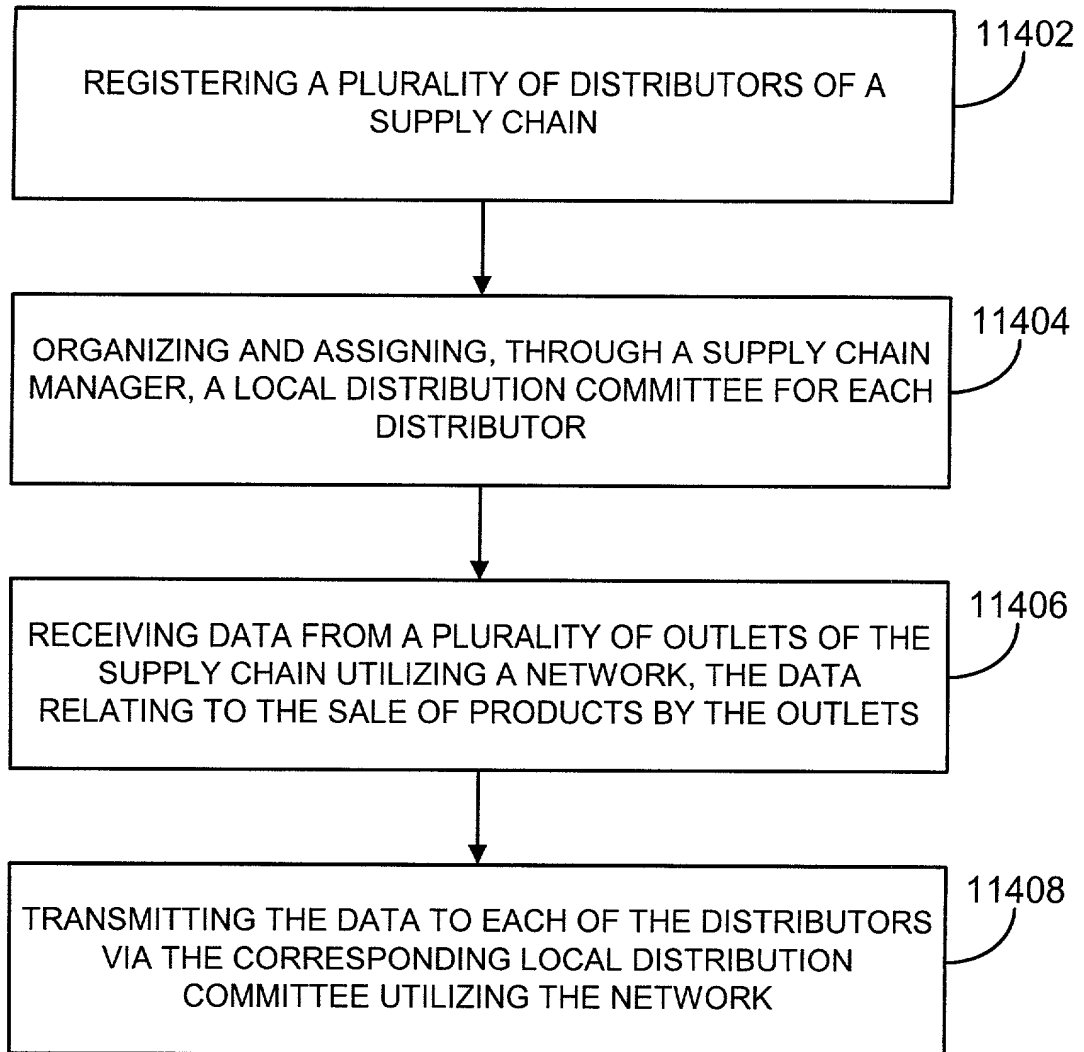 11402
REGISTERING A PLURALITY OF DISTRIBUTORS OF A
SUPPLY CHAIN
11404
ORGANIZING AND ASSIGNING, THROUGH A SUPPLY CHAIN
MANAGER, A LOCAL DISTRIBUTION COMMITTEE FOR EACH
DISTRIBUTOR
11406
RECEIVING DATA FROM A PLURALITY OF OUTLETS OF THE
SUPPLY CHAIN UTILIZING A NETWORK, THE DATA
RELATING TO THE SALE OF PRODUCTS BY THE OUTLETS
11408
TRANSMITTING THE DATA TO EACH OF THE DISTRIBUTORS
VIA THE CORRESPONDING LOCAL DISTRIBUTION
COMMITTEE UTILIZING THE NETWORK